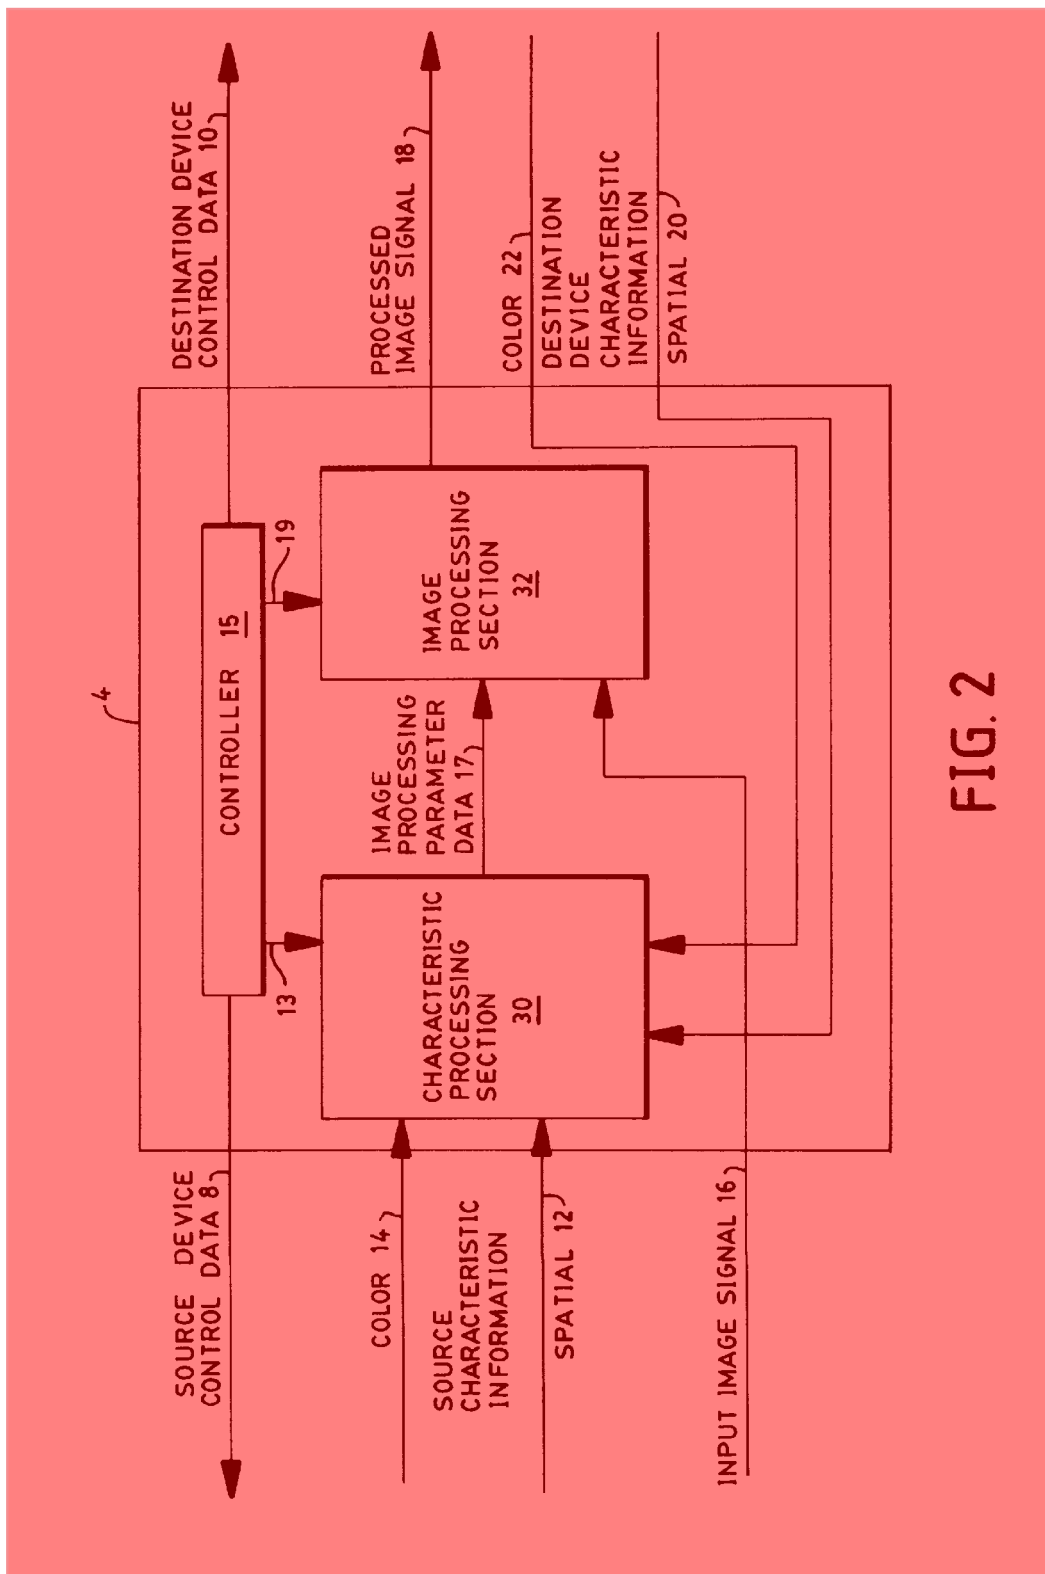 SOURCE DEVICE
CONTROL DATA 8
DESTINATION DEVICE
CONTROL DATA 10
4
CONTROLLER 15
13
19
COLOR 14
SOURCE
CHARACTERISTIC
INFORMATION
SPATIAL 12
CHARACTERISTIC
PROCESSING
SECTION
30
IMAGE
PROCESSING
PARAMETER
DATA 17
IMAGE
PROCESSING
SECTION
32
PROCESSED
IMAGE SIGNAL 18
COLOR 22
DESTINATION
DEVICE
CHARACTERISTIC
INFORMATION
SPATIAL 20
INPUT IMAGE SIGNAL 16
FIG. 2